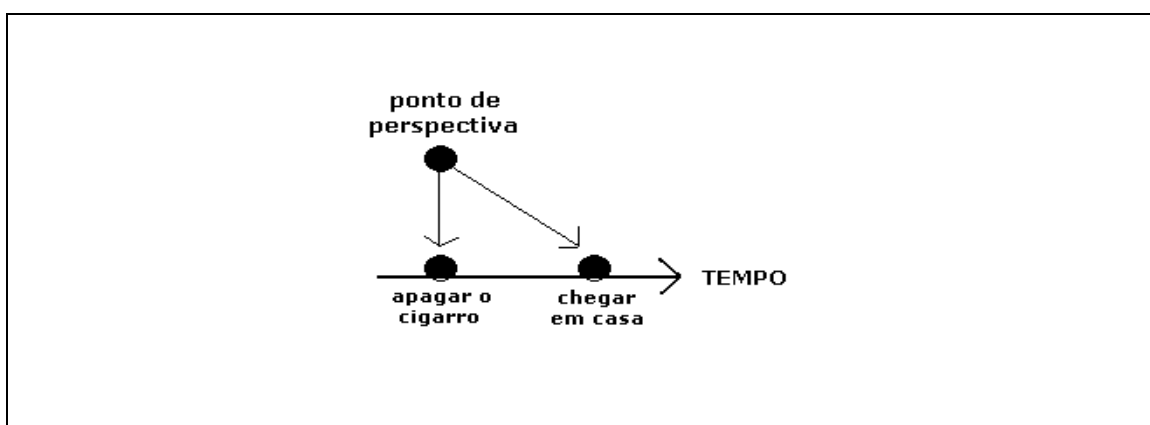 ponto de
perspectiva
TEMPO
apagar o
cigarro
chegar
em casa